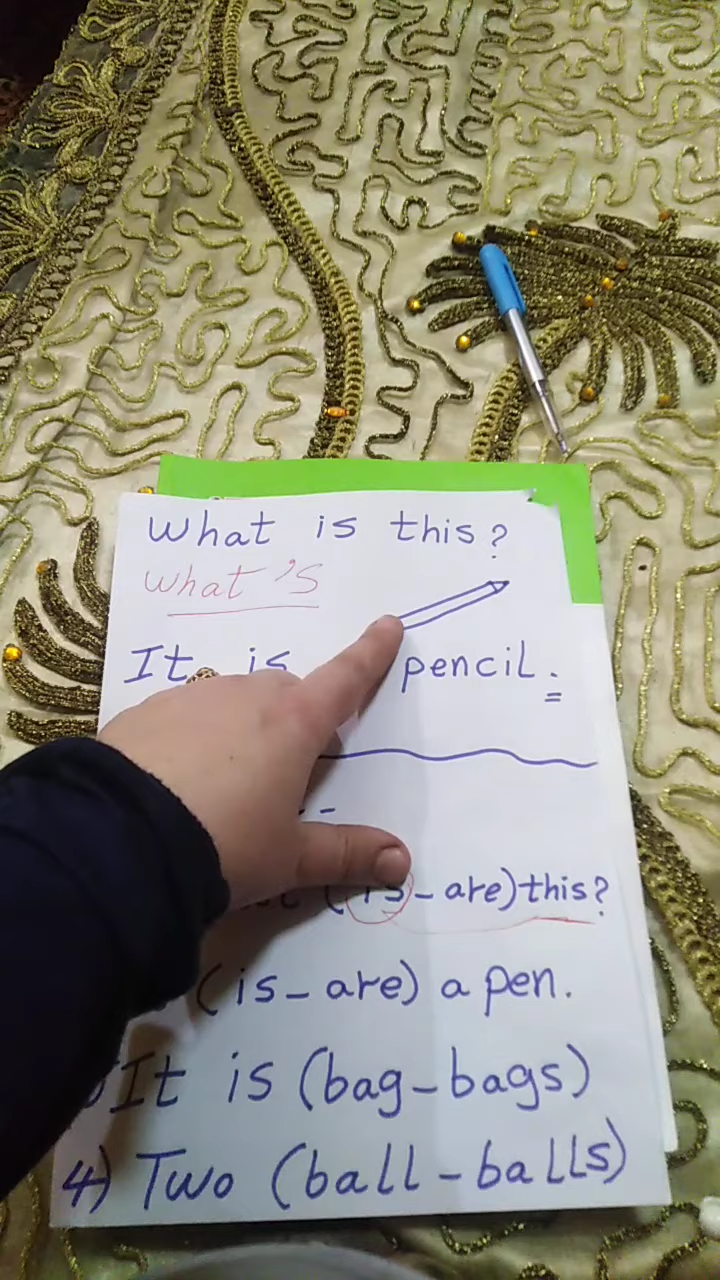 What is this?
What's
It is pencil.
(is - are) this?
(is - are) a pen.
It is (bag - bags)
4) Two (ball - balls)